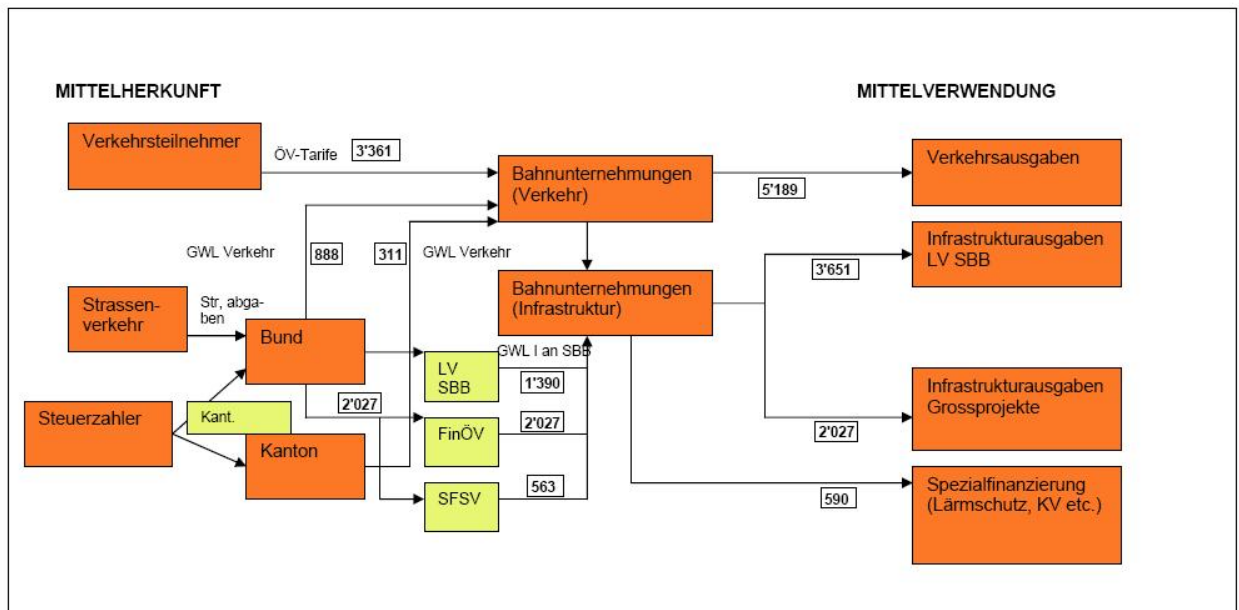 MITTELHERKUNFT
MITTELVERWENDUNG
Verkehrsteilnehmer
ÖV-Tarife
3'361
Bahnunternehmungen
(Verkehr)
5'189
Verkehrsausgaben
GWL Verkehr
888
311
GWL Verkehr
Infrastrukturausgaben
LV SBB
3'651
Strassen-
verkehr
Str, abga-
ben
Bund
Bahnunternehmungen
(Infrastruktur)
GWL I an SBB
LV
SBB
1'390
Steuerzahler
Kant.
2'027
FinÖV
2'027
Infrastrukturausgaben
Grossprojekte
2'027
Kanton
SFSV
563
590
Spezialfinanzierung
(Lärmschutz, KV etc.)